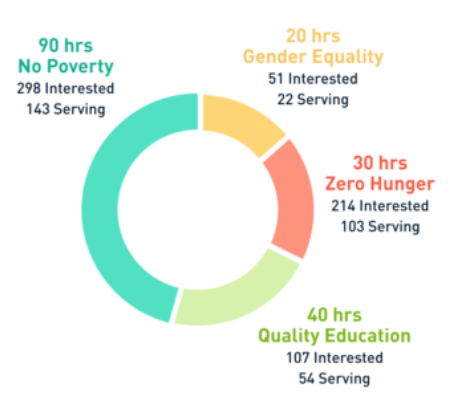 90 hrs
No Poverty
298 Interested
143 Serving
20 hrs
Gender Equality
51 Interested
22 Serving
30 hrs
Zero Hunger
214 Interested
103 Serving
40 hrs
Quality Education
107 Interested
54 Serving